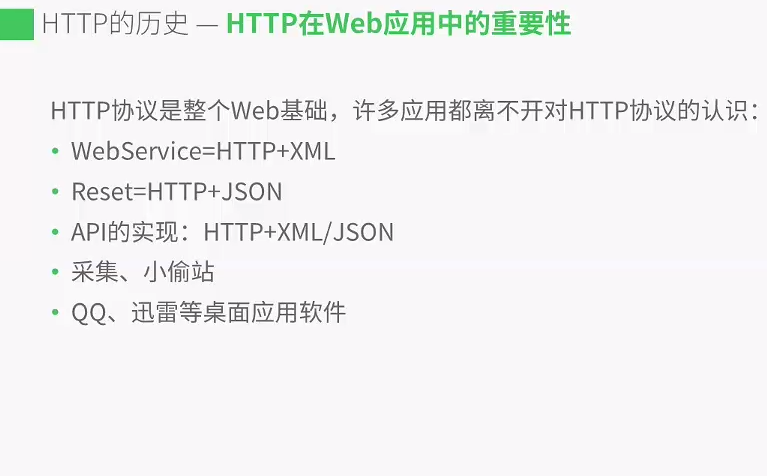 HTTP的历史 — HTTP在Web应用中的重要性
HTTP协议是整个Web基础，许多应用都离不开对HTTP协议的认识：
• WebService=HTTP+XML
• Reset=HTTP+JSON
• API的实现：HTTP+XML/JSON
• 采集、小偷站
• QQ、迅雷等桌面应用软件